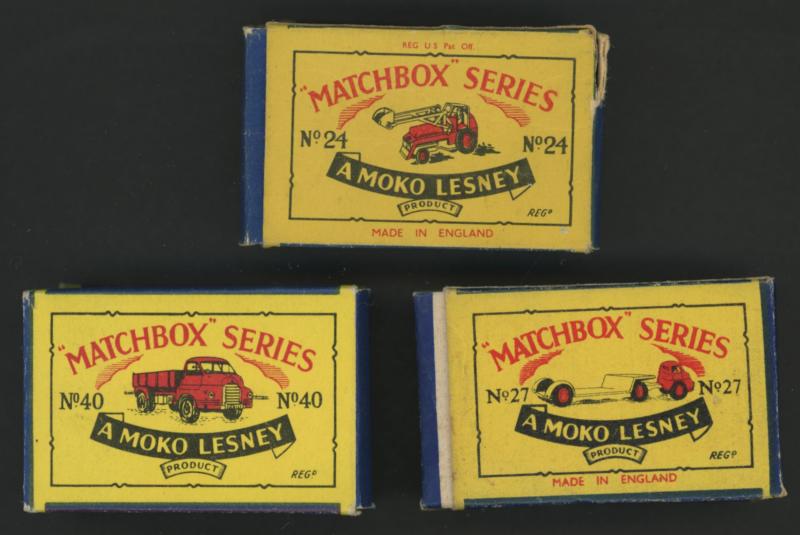 REG U S Pat Off.
"MATCHBOX" SERIES
Nº24 Nº24
A MOKO LESNEY
PRODUCT
REGD
MADE IN ENGLAND
"MATCHBOX" SERIES
Nº40 Nº40
A MOKO LESNEY
PRODUCT
REGD
"MATCHBOX" SERIES
Nº27 Nº27
A MOKO LESNEY
PRODUCT
REGD
MADE IN ENGLAND